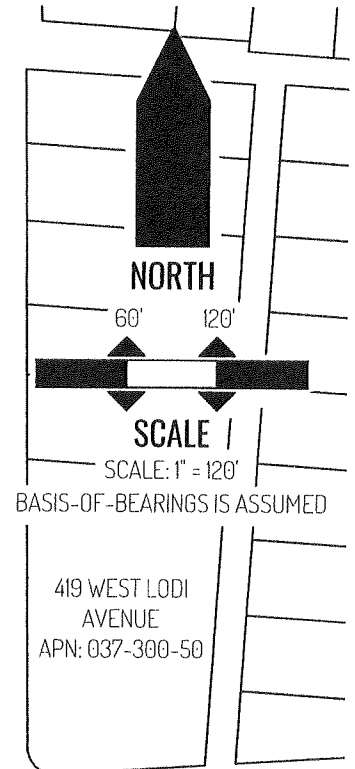 NORTH
60' 120'
SCALE
SCALE: 1" = 120'
BASIS-OF-BEARINGS IS ASSUMED
419 WEST LODI
AVENUE
APN: 037-300-50